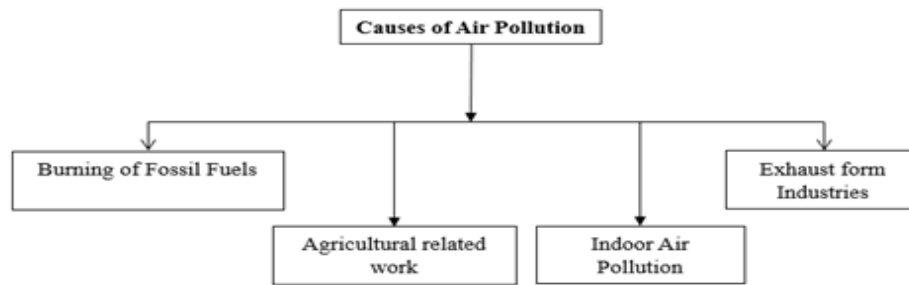 Causes of Air Pollution
Burning of Fossil Fuels
Exhaust form
Industries
Agricultural related
work
Indoor Air
Pollution